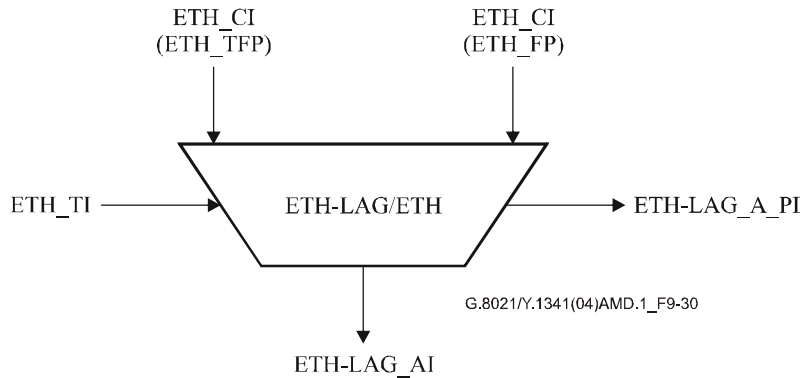 ETH_CI
(ETH_TFP)
ETH_CI
(ETH_FP)
ETH_TI
ETH-LAG/ETH
ETH-LAG_A_PI
G.8021/Y.1341(04)AMD.1_F9-30
ETH-LAG_AI